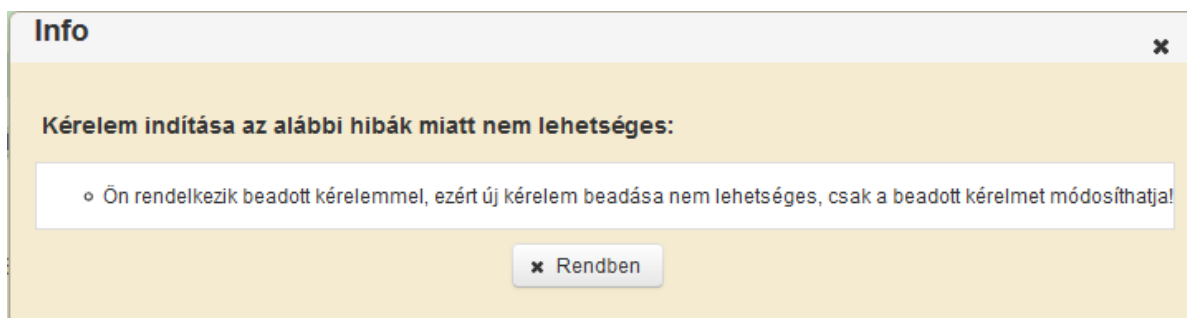 Info
Kérelem indítása az alábbi hibák miatt nem lehetséges:
Ön rendelkezik beadott kérelemmel, ezért új kérelem beadása nem lehetséges, csak a beadott kérelmet módosíthatja!
Rendben